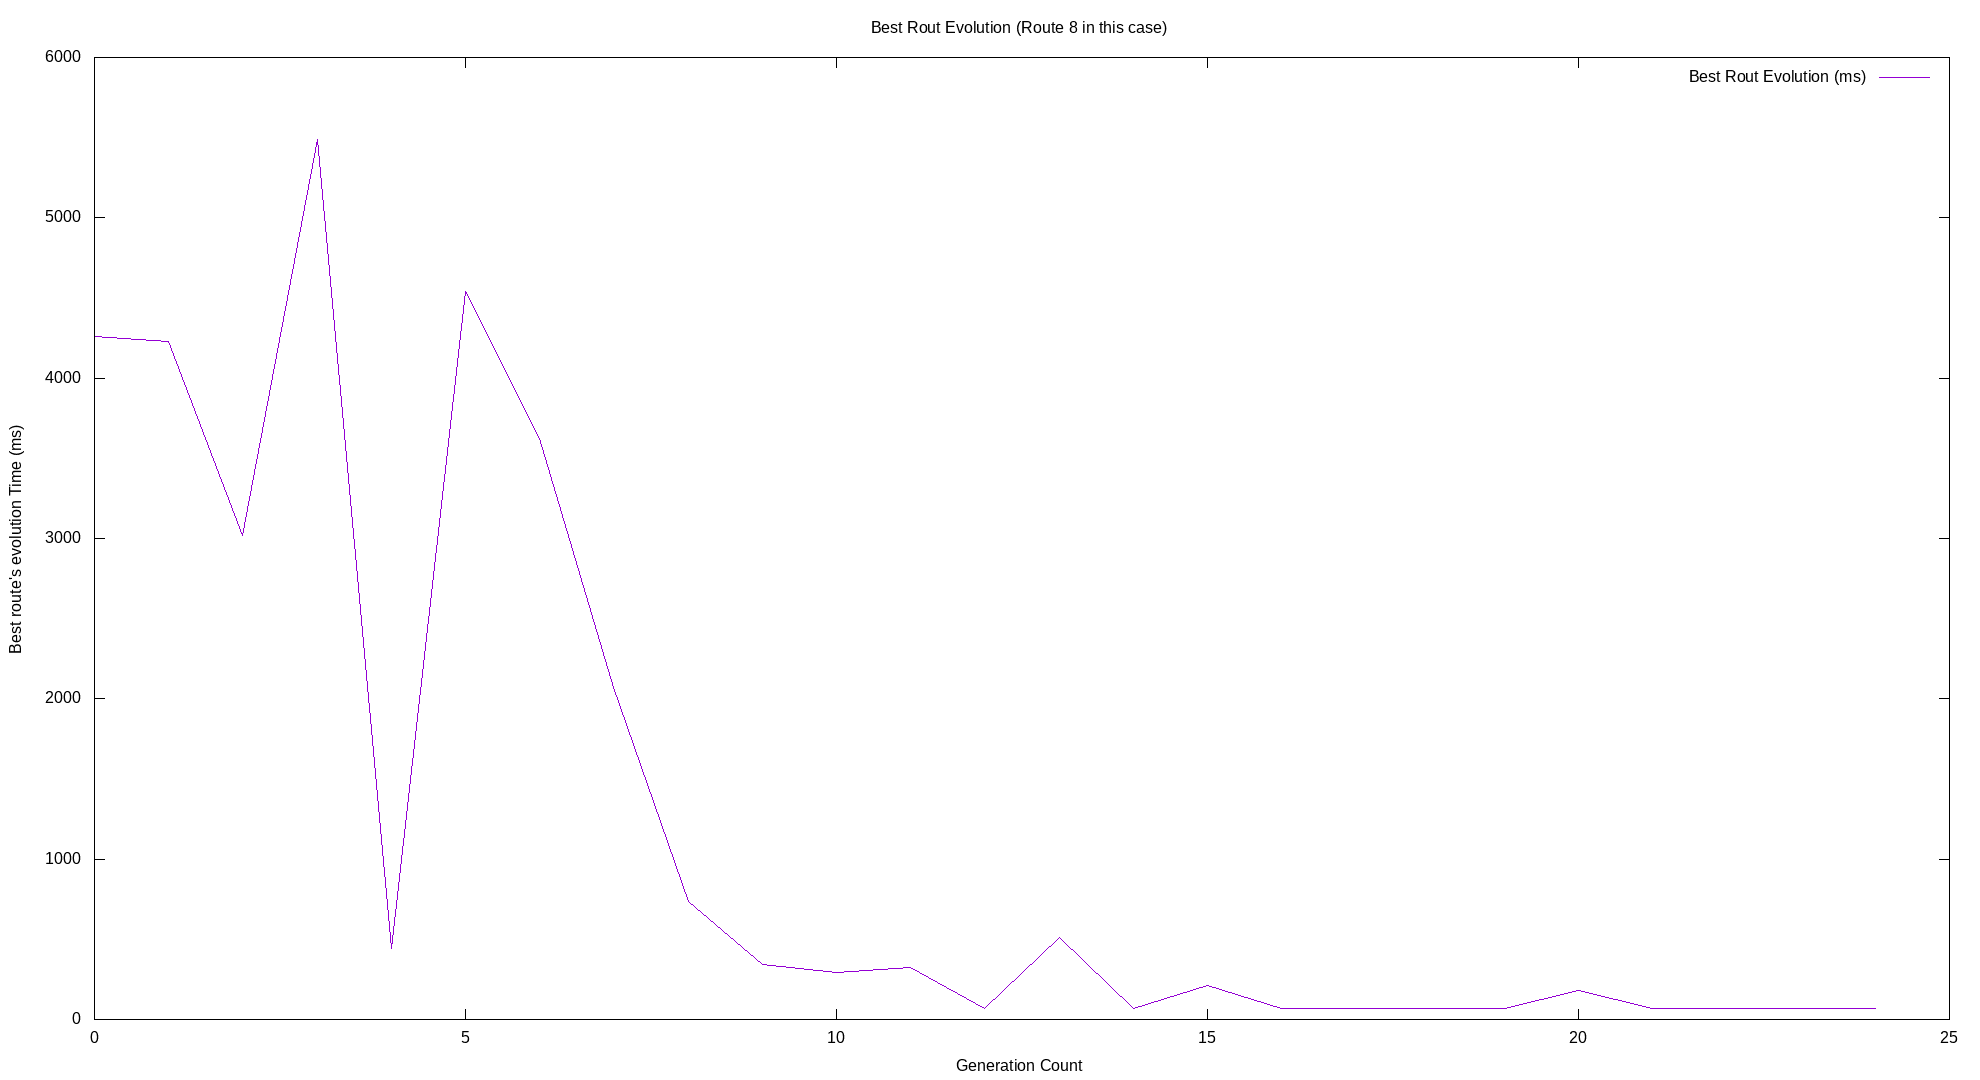 Best Rout Evolution (Route 8 in this case)
Best Rout Evolution (ms)
6000
5000
4000
3000
2000
1000
0
Best route's evolution Time (ms)
0 5 10 15 20 25
Generation Count